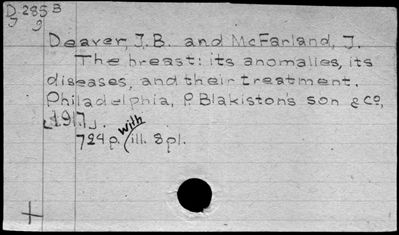 D 285 B
J 9
Deaver, J.B. and McFarland, J.
The breast: its anomalies, its
diseases, and their treatment.
Philadelphia, P. Blakiston's son & Co,
[1917].
724 p. with ill. 8 pl.